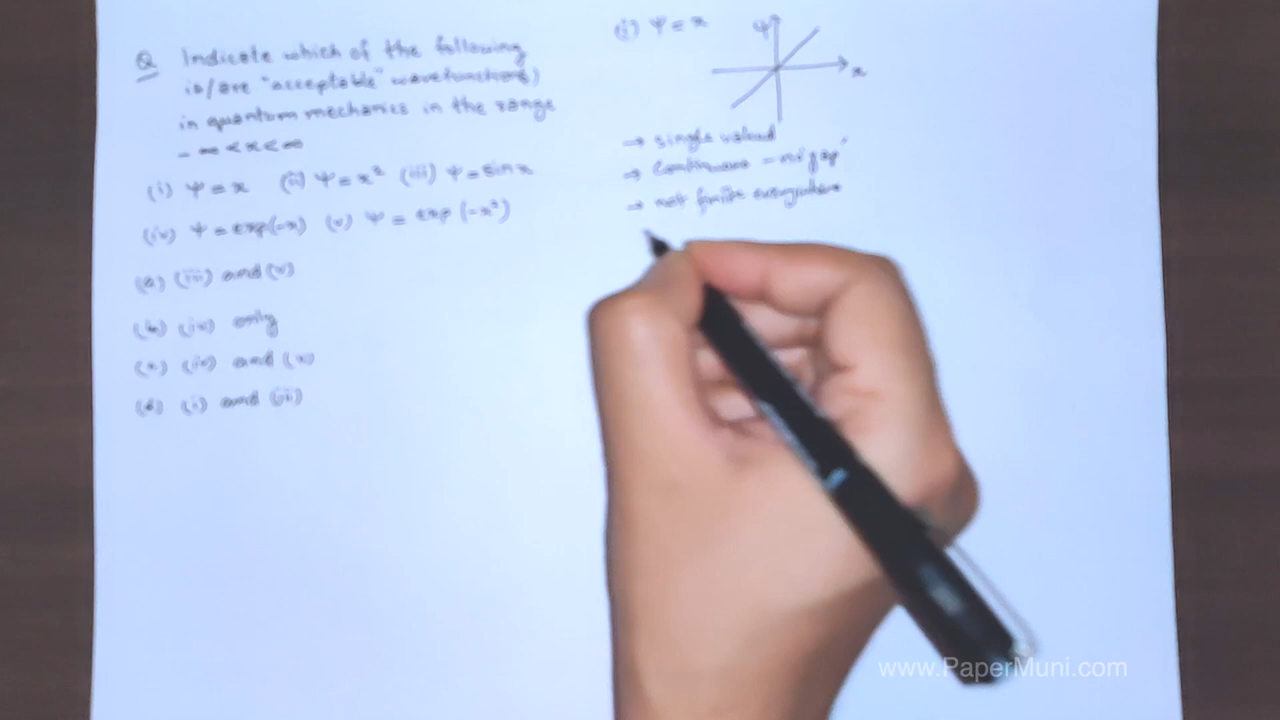 Q Indicate which of the following
is/are "acceptable" wavefunction(s)
in quantum mechanics in the range
- ∞ < x < ∞
(i) Ψ = x (ii) Ψ = x² (iii) Ψ = sin x
(iv) Ψ = exp(-x) (v) Ψ = exp (-x²)
(a) (iii) and (v)
(b) (iv) only
(c) (iv) and (v)
(d) (i) and (iii)
(i) Ψ = x
Ψ
x
→ single valued
→ Continuous - no 'gap'
→ not finite everywhere
www.PaperMuni.com